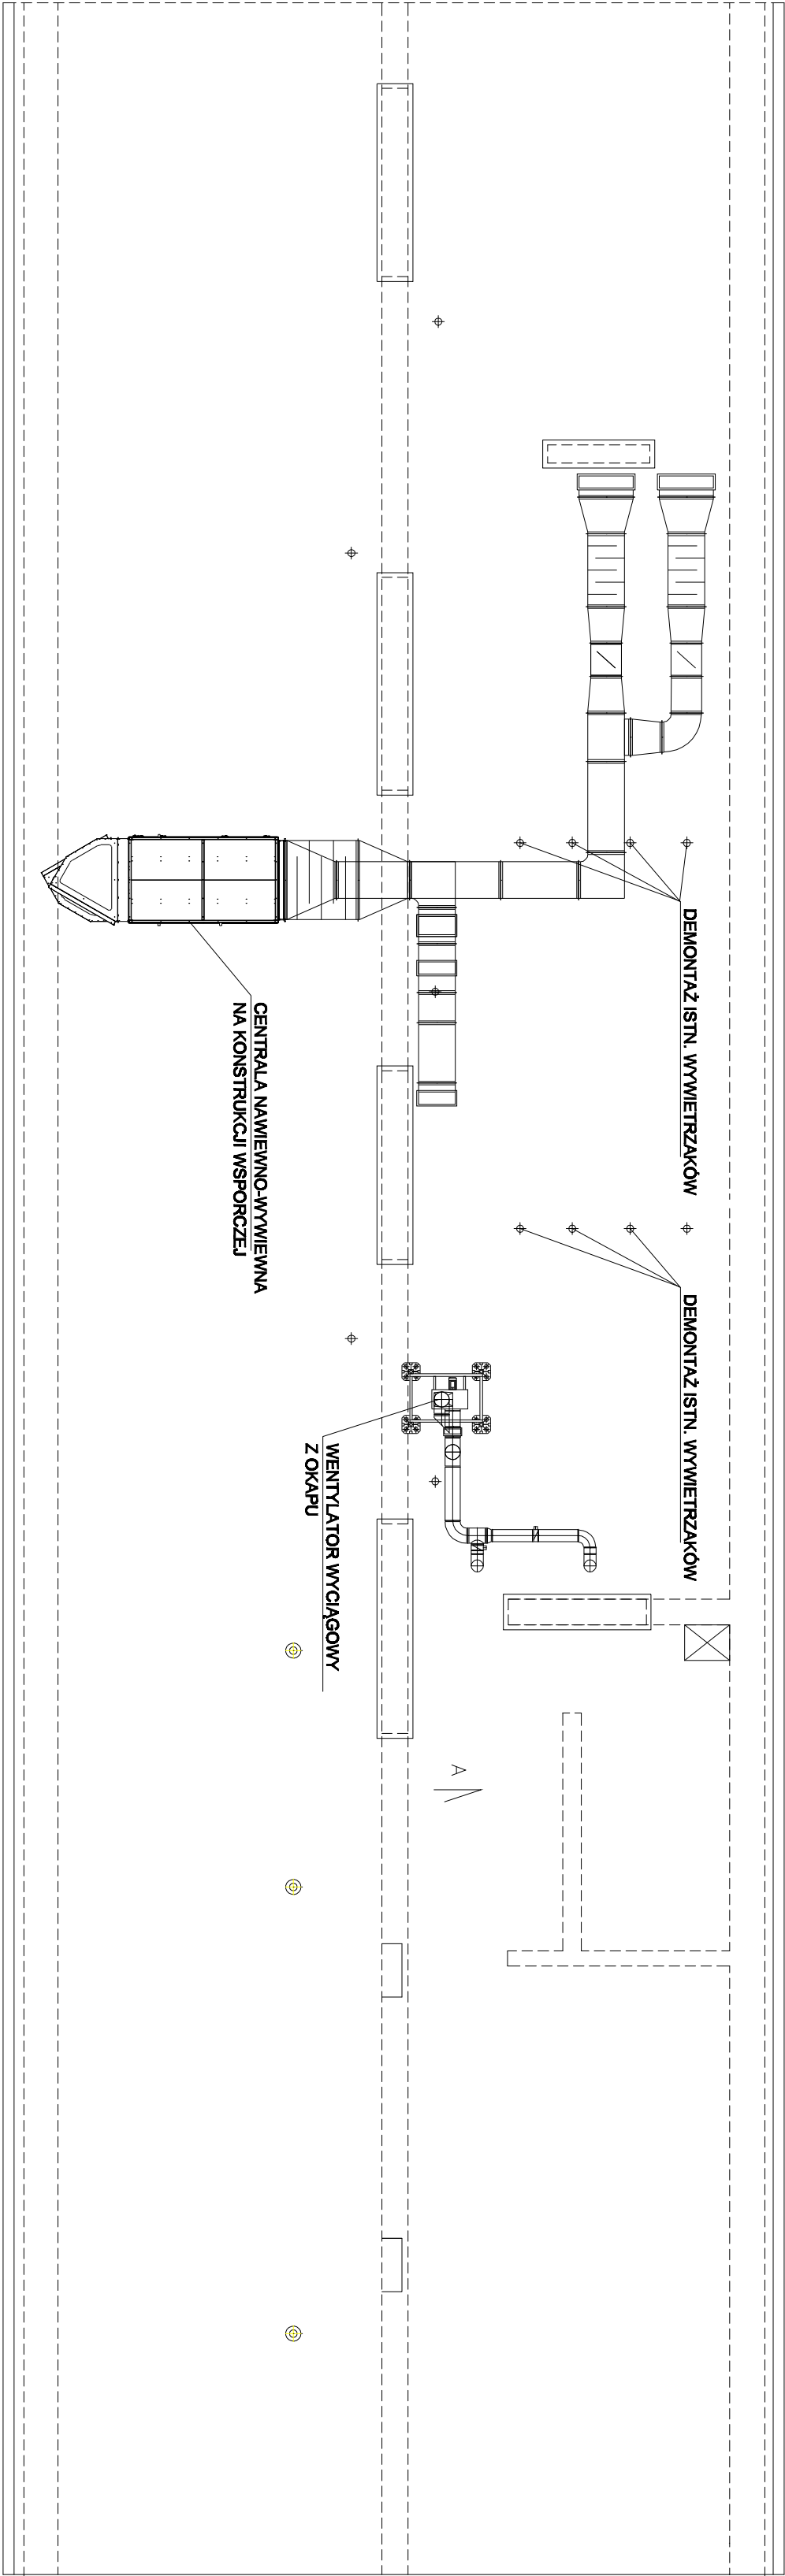 DEMONTAŻ ISTN. WYWIETRZAKÓW
DEMONTAŻ ISTN. WYWIETRZAKÓW
A
WENTYLATOR WYCIĄGOWY
Z OKAPU
CENTRALA NAWIEWNO-WYWIEWNA
NA KONSTRUKCJI WSPORCZEJ